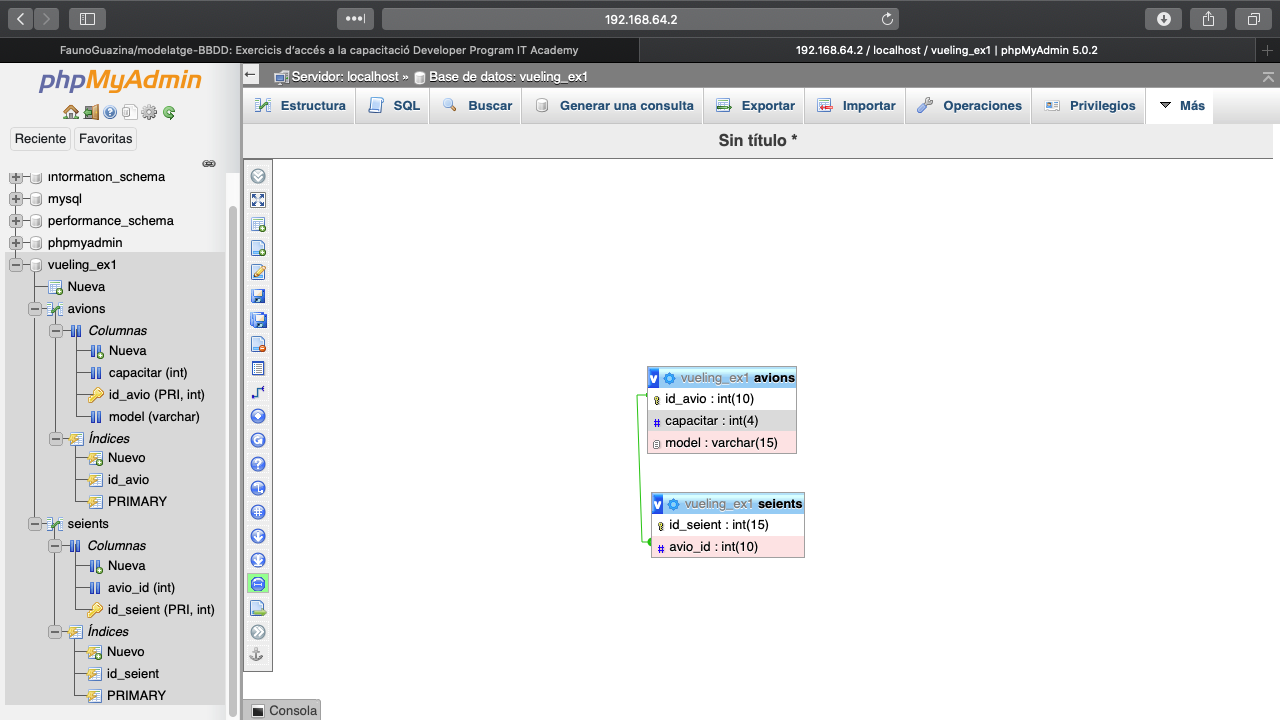 192.168.64.2
FaunoGuazina/modelatge-BBDD: Exercicis d'accés a la capacitació Developer Program IT Academy
192.168.64.2 / localhost / vueling_ex1 | phpMyAdmin 5.0.2
phpMyAdmin
Reciente
Favoritas
information_schema
mysql
performance_schema
phpmyadmin
vueling_ex1
Nueva
avions
Columnas
Nueva
capacitar (int)
id_avio (PRI, int)
model (varchar)
Índices
Nuevo
id_avio
PRIMARY
seients
Columnas
Nueva
avio_id (int)
id_seient (PRI, int)
Índices
Nuevo
id_seient
PRIMARY
Servidor: localhost » Base de datos: vueling_ex1
Estructura
SQL
Buscar
Generar una consulta
Exportar
Importar
Operaciones
Privilegios
Más
Sin título *
v vueling_ex1 avions
id_avio : int(10)
# capacitar : int(4)
model : varchar(15)
v vueling_ex1 seients
id_seient : int(15)
# avio_id : int(10)
Consola